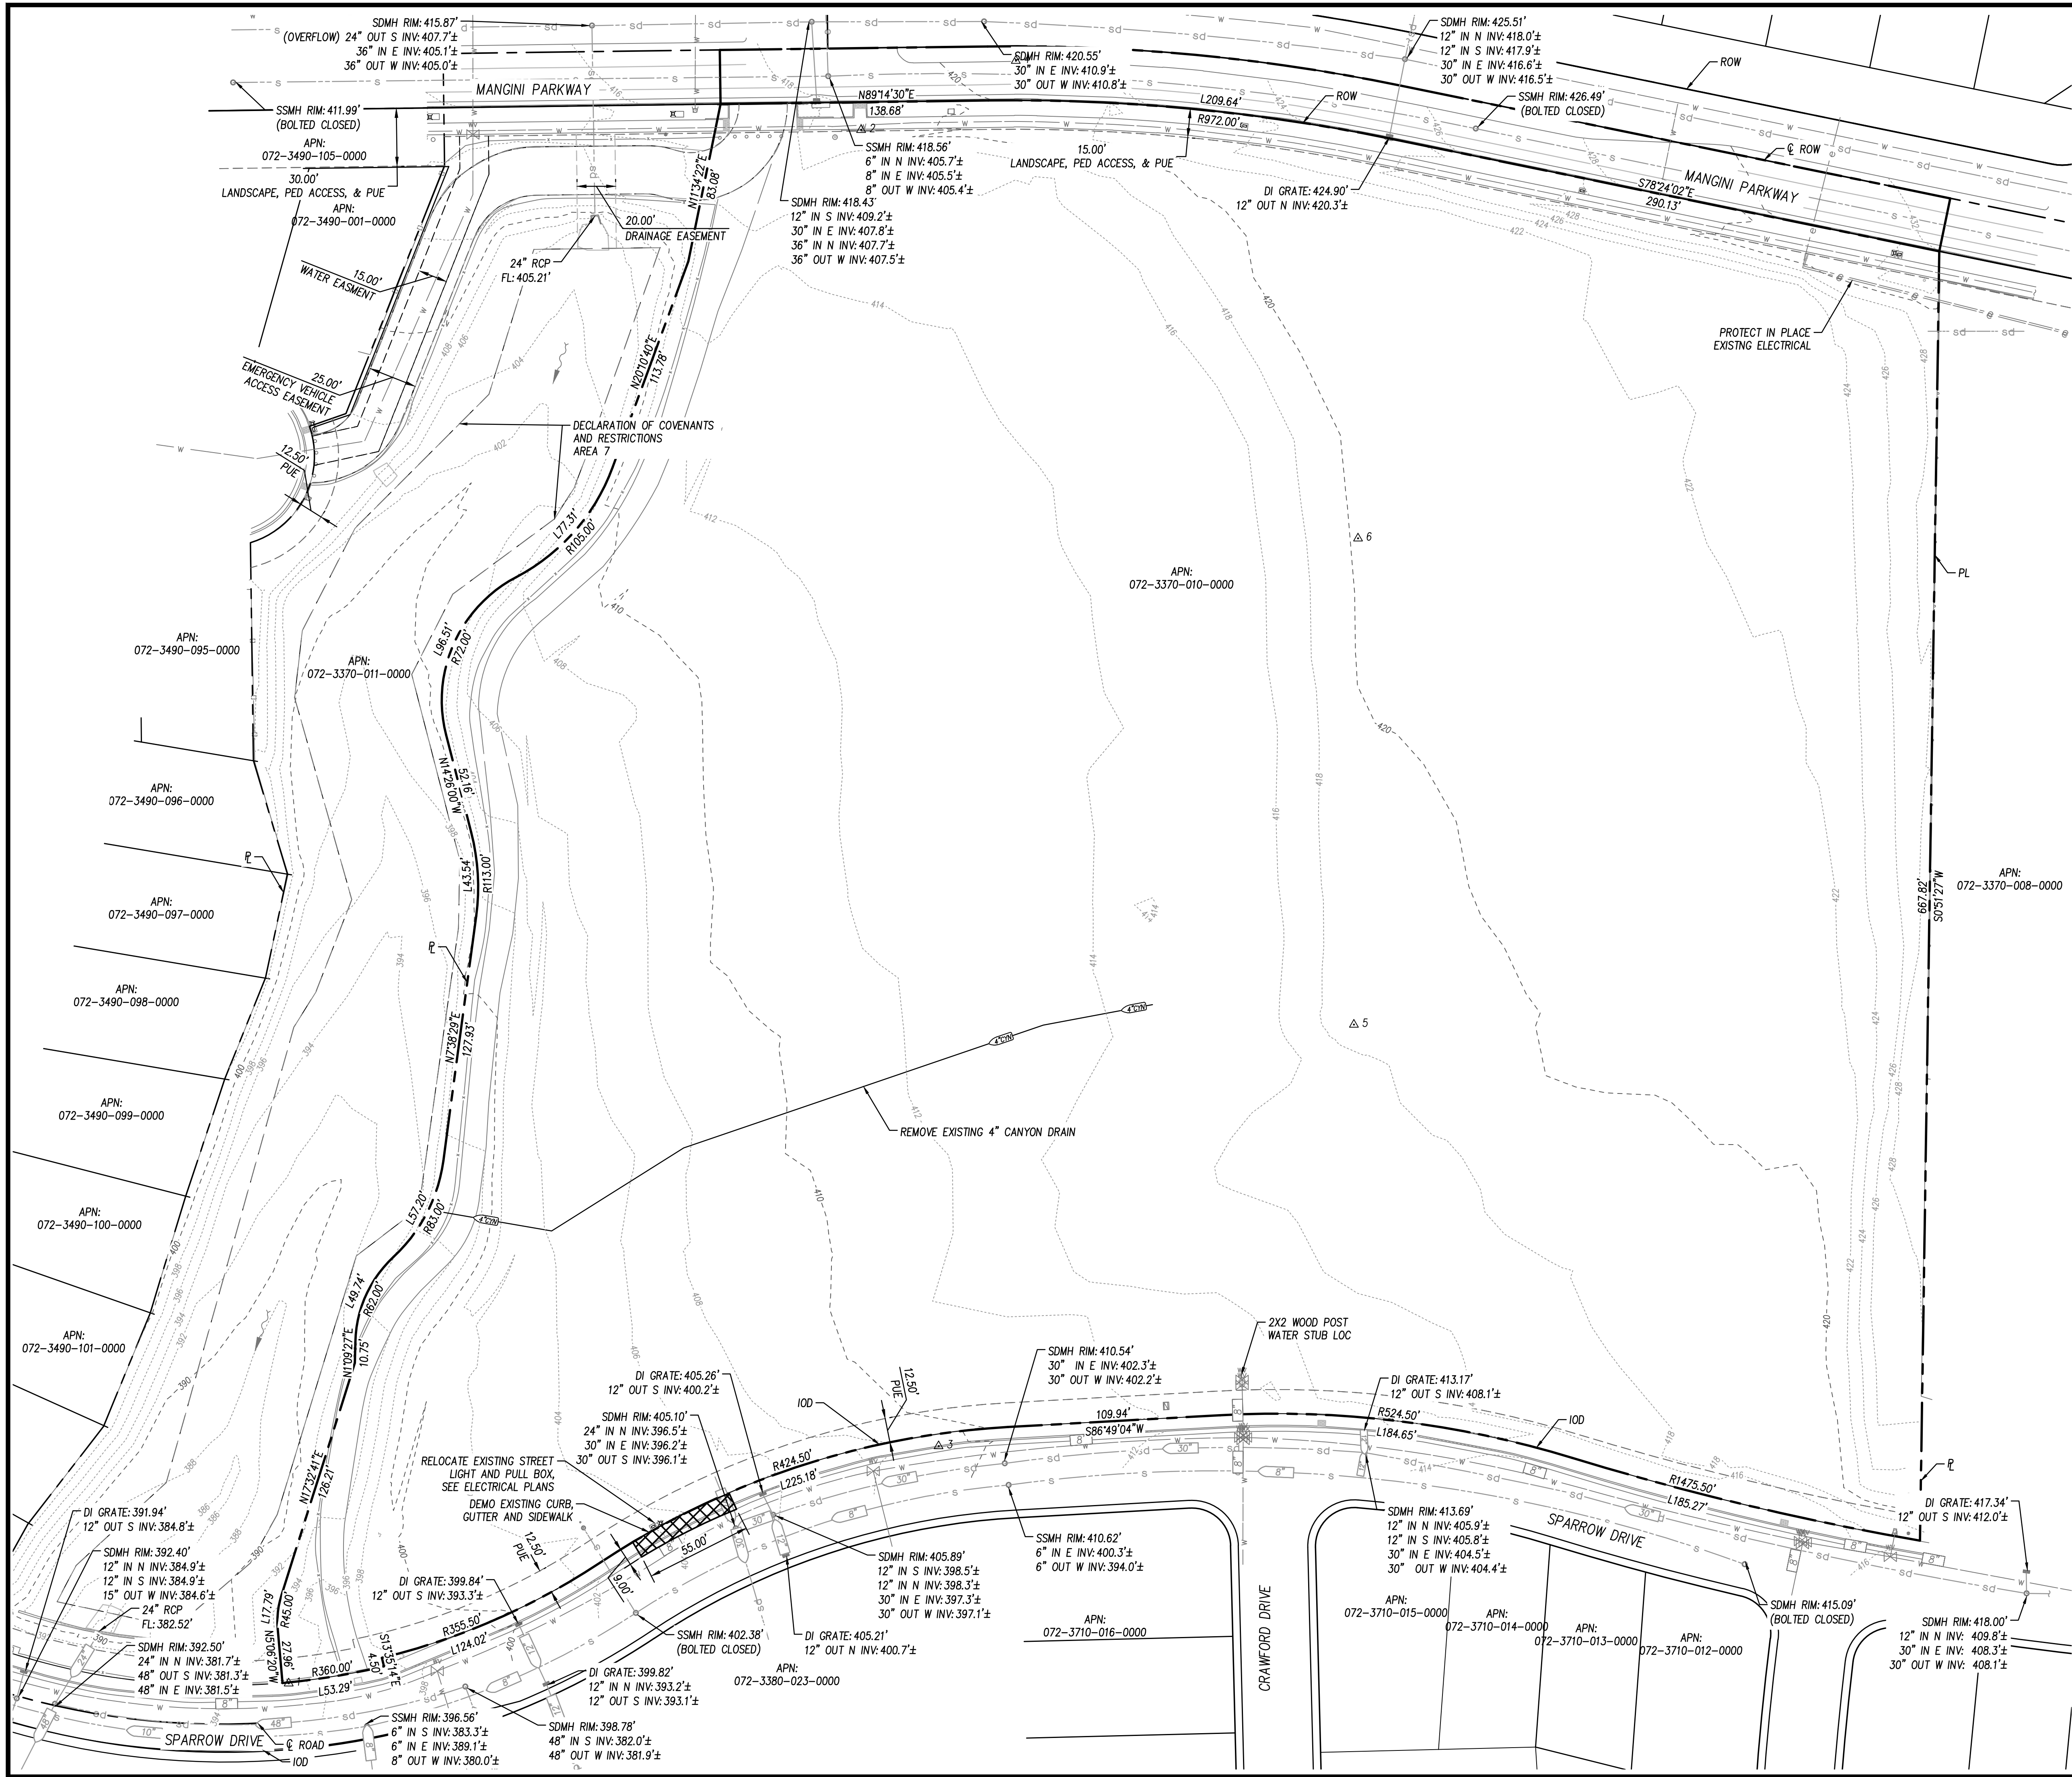 SDMH RIM: 415.87'
(OVERFLOW) 24" OUT S INV: 407.7'±
36" IN E INV: 405.1'±
36" OUT W INV: 405.0'±
MANGINI PARKWAY
SSMH RIM: 411.99'
(BOLTED CLOSED)
APN:
072-3490-105-0000
30.00'
LANDSCAPE, PED ACCESS, & PUE
APN:
072-3490-001-0000
15.00'
WATER EASMENT
25.00'
EMERGENCY VEHICLE
ACCESS EASEMENT
12.50'
PUE
24" RCP
FL: 405.21'
20.00'
DRAINAGE EASEMENT
N11°34'22"E
83.08'
N89°14'30"E
138.68'
SDMH RIM: 420.55'
30" IN E INV: 410.9'±
30" OUT W INV: 410.8'±
2
SSMH RIM: 418.56'
6" IN N INV: 405.7'±
8" IN E INV: 405.5'±
8" OUT W INV: 405.4'±
SDMH RIM: 418.43'
12" IN S INV: 409.2'±
30" IN E INV: 407.8'±
36" IN N INV: 407.7'±
36" OUT W INV: 407.5'±
15.00'
LANDSCAPE, PED ACCESS, & PUE
L209.64'
R972.00'
ROW
SDMH RIM: 425.51'
12" IN N INV: 418.0'±
12" IN S INV: 417.9'±
30" IN E INV: 416.6'±
30" OUT W INV: 416.5'±
SSMH RIM: 426.49'
(BOLTED CLOSED)
ROW
℄ ROW
DI GRATE: 424.90'
12" OUT N INV: 420.3'±
S78°24'02"E
290.13'
MANGINI PARKWAY
PROTECT IN PLACE
EXISTNG ELECTRICAL
N20°10'40"E
113.78'
DECLARATION OF COVENANTS
AND RESTRICTIONS
AREA 7
L77.31'
R105.00'
6
APN:
072-3370-010-0000
PL
L96.51'
R72.00'
APN:
072-3490-095-0000
APN:
072-3370-011-0000
52.16'
N14°26'00"W
APN:
072-3490-096-0000
L43.54'
R113.00'
APN:
072-3490-097-0000
667.82'
S0°51'27"W
APN:
072-3370-008-0000
APN:
072-3490-098-0000
N7°38'29"E
127.93'
4"CYN
4"CYN
5
APN:
072-3490-099-0000
REMOVE EXISTING 4" CANYON DRAIN
APN:
072-3490-100-0000
L57.20'
R83.00'
4"CYN
L49.74'
R62.00'
N1°09'27"E
10.75'
APN:
072-3490-101-0000
2X2 WOOD POST
WATER STUB LOC
DI GRATE: 405.26'
12" OUT S INV: 400.2'±
SDMH RIM: 405.10'
24" IN N INV: 396.5'±
30" IN E INV: 396.2'±
30" OUT S INV: 396.1'±
IOD
12.50'
PUE
SDMH RIM: 410.54'
30" IN E INV: 402.3'±
30" OUT W INV: 402.2'±
109.94'
S86°49'04"W
DI GRATE: 413.17'
12" OUT S INV: 408.1'±
R524.50'
L184.65'
IOD
R424.50'
L225.18'
3
RELOCATE EXISTING STREET
LIGHT AND PULL BOX,
SEE ELECTRICAL PLANS
DEMO EXISTING CURB,
GUTTER AND SIDEWALK
R1475.50'
L185.27'
N17°32'41"E
126.21'
DI GRATE: 391.94'
12" OUT S INV: 384.8'±
SDMH RIM: 392.40'
12" IN N INV: 384.9'±
12" IN S INV: 384.9'±
15" OUT W INV: 384.6'±
24" RCP
FL: 382.52'
SDMH RIM: 392.50'
24" IN N INV: 381.7'±
48" OUT S INV: 381.3'±
48" IN E INV: 381.5'±
L17.79'
R45.00'
N5°06'20"W
27.96'
12.50'
PUE
55.00'
9.00'
DI GRATE: 399.84'
12" OUT S INV: 393.3'±
SSMH RIM: 410.62'
6" IN E INV: 400.3'±
6" OUT W INV: 394.0'±
SDMH RIM: 405.89'
12" IN S INV: 398.5'±
12" IN N INV: 398.3'±
30" IN E INV: 397.3'±
30" OUT W INV: 397.1'±
SDMH RIM: 413.69'
12" IN N INV: 405.9'±
12" IN S INV: 405.8'±
30" IN E INV: 404.5'±
30" OUT W INV: 404.4'±
SPARROW DRIVE
DI GRATE: 417.34'
12" OUT S INV: 412.0'±
CRAWFORD DRIVE
APN:
072-3710-016-0000
APN:
072-3710-015-0000
APN:
072-3710-014-0000
APN:
072-3710-013-0000
APN:
072-3710-012-0000
SDMH RIM: 415.09'
(BOLTED CLOSED)
SDMH RIM: 418.00'
12" IN N INV: 409.8'±
30" IN E INV: 408.3'±
30" OUT W INV: 408.1'±
R355.50'
L124.02'
S13°35'14"E
4.50'
R360.00'
L53.29'
SSMH RIM: 402.38'
(BOLTED CLOSED)
DI GRATE: 405.21'
12" OUT N INV: 400.7'±
APN:
072-3380-023-0000
DI GRATE: 399.82'
12" IN N INV: 393.2'±
12" OUT S INV: 393.1'±
SDMH RIM: 398.78'
48" IN S INV: 382.0'±
48" OUT W INV: 381.9'±
SSMH RIM: 396.56'
6" IN S INV: 383.3'±
6" IN E INV: 389.1'±
8" OUT W INV: 380.0'±
SPARROW DRIVE
℄ ROAD
IOD